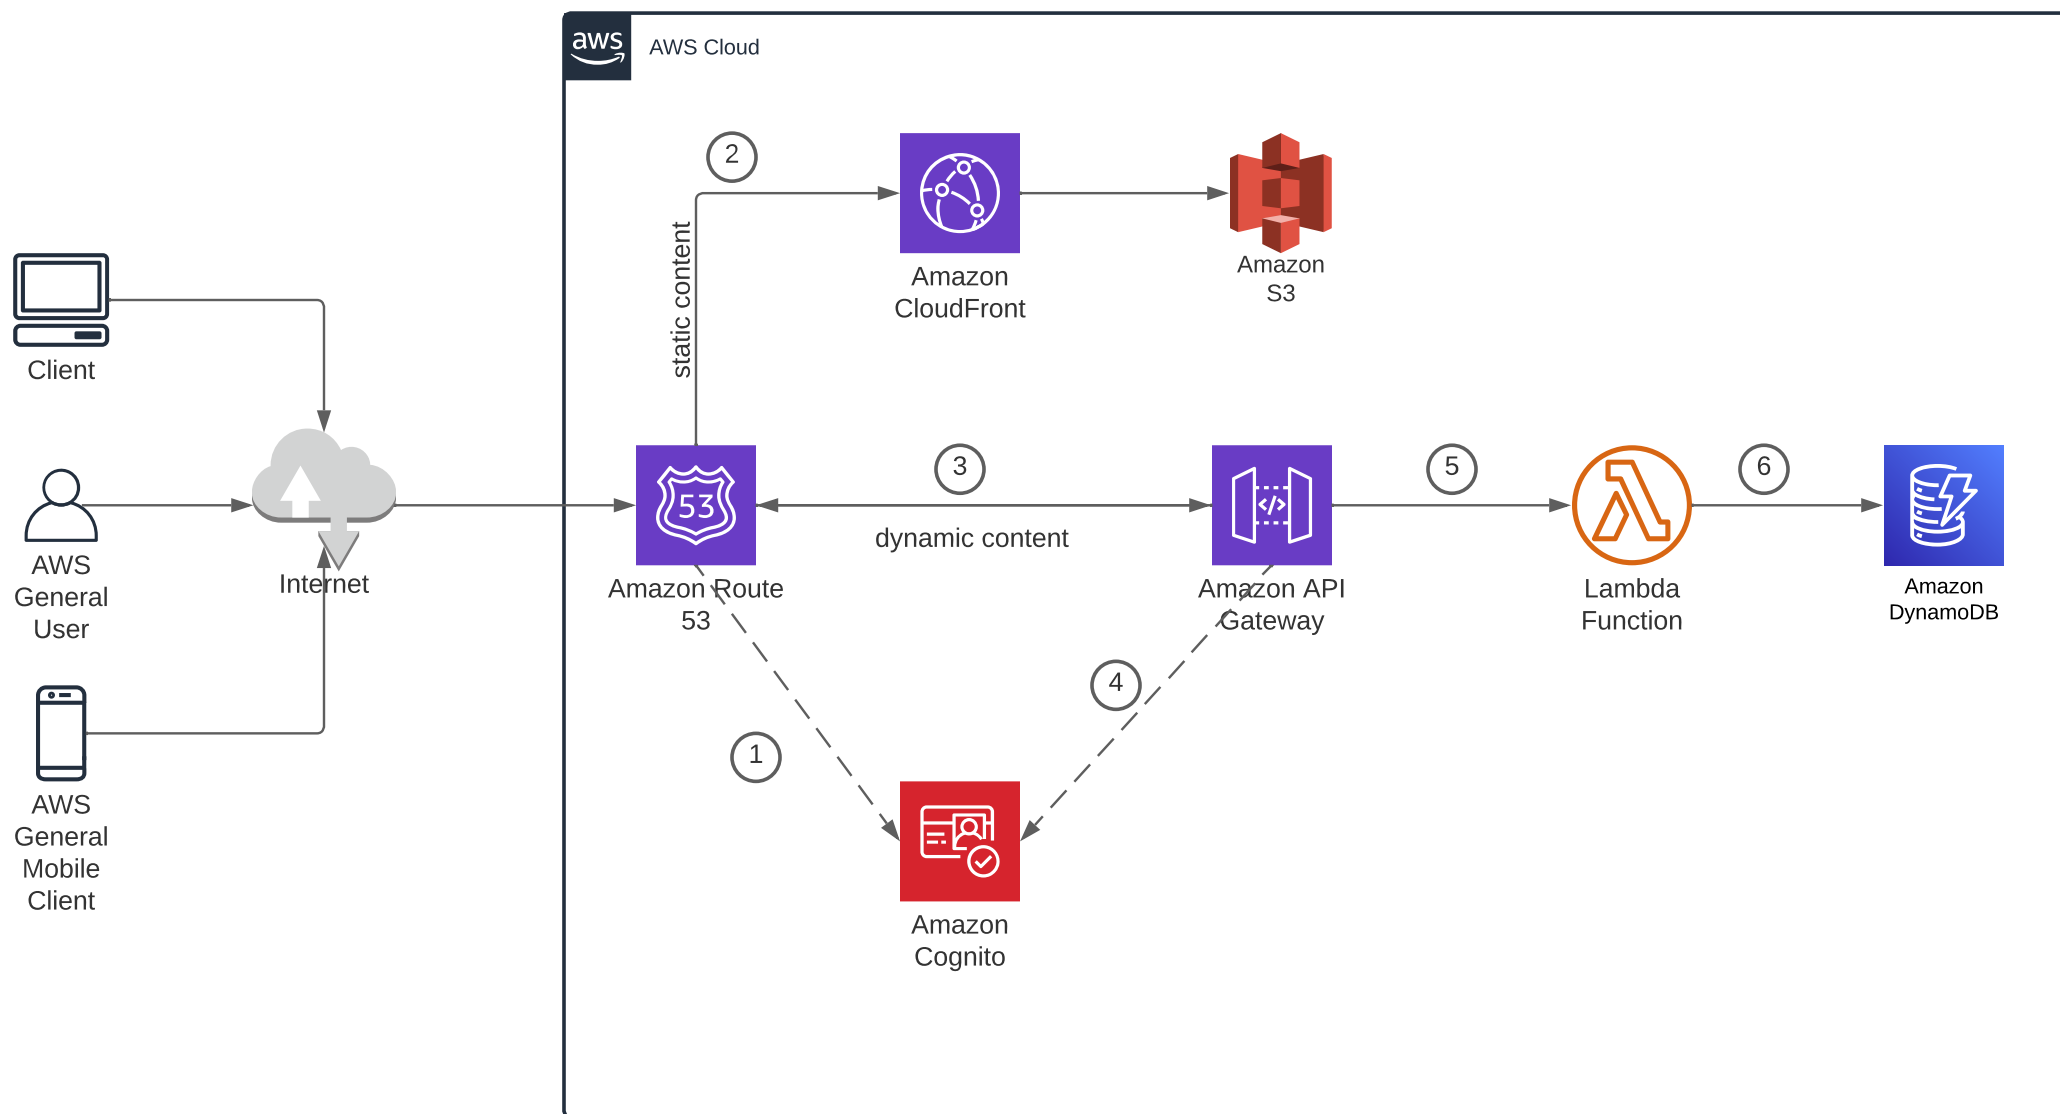 aws
AWS Cloud
2
static content
Amazon
CloudFront
Amazon
S3
Client
AWS
General
User
Internet
53
Amazon Route
53
3
dynamic content
</>
Amazon API
Gateway
5
Lambda
Function
6
Amazon
DynamoDB
1
4
AWS
General
Mobile
Client
Amazon
Cognito